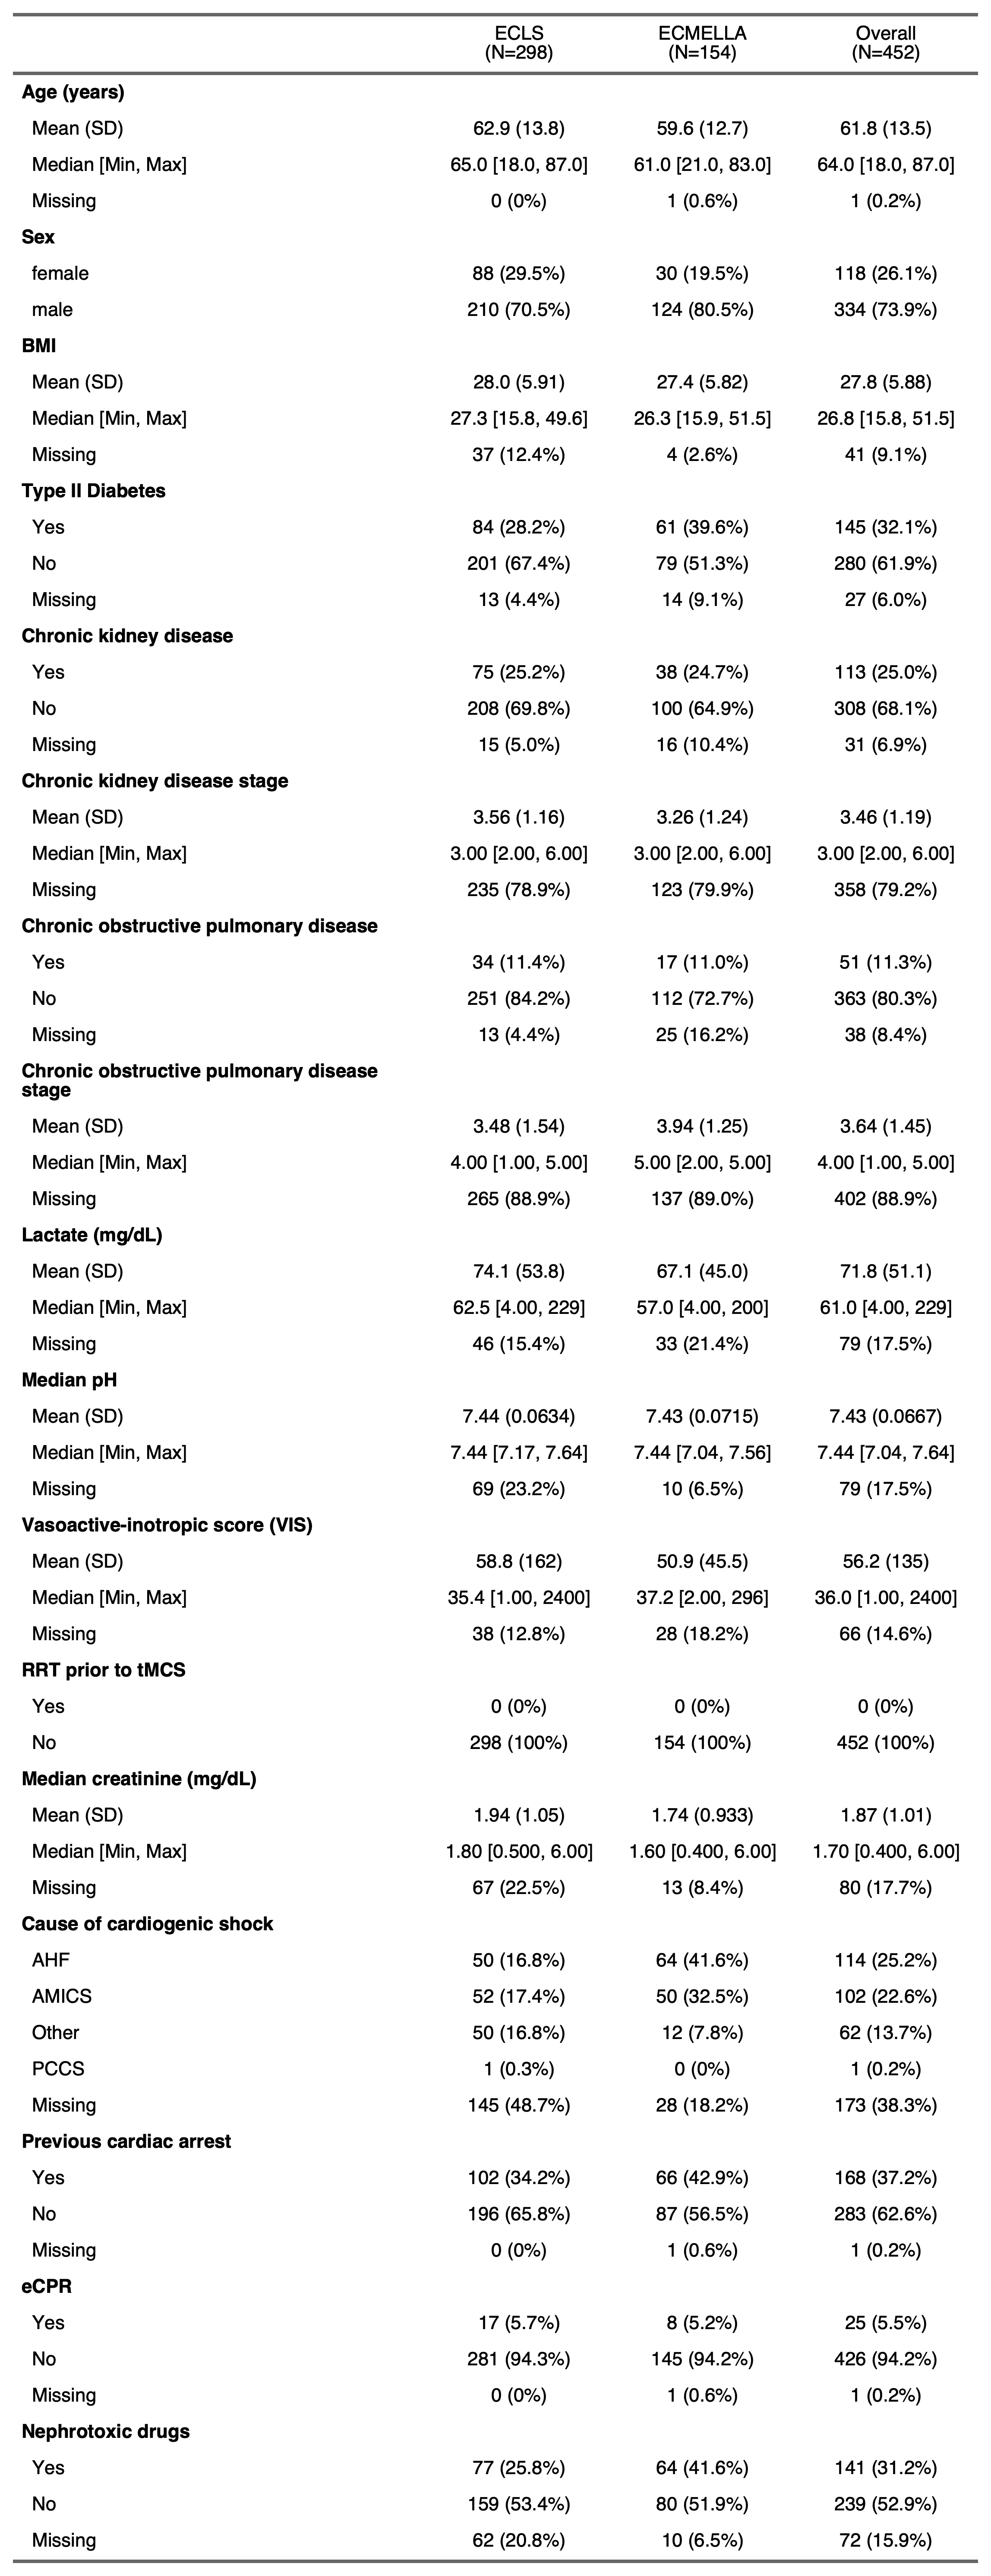 ECLS ECMELLA Overall
(N=298) (N=154) (N=452)
Age (years)
Mean (SD) 62.9 (13.8) 59.6 (12.7) 61.8 (13.5)
Median [Min, Max] 65.0 [18.0, 87.0] 61.0 [21.0, 83.0] 64.0 [18.0, 87.0]
Missing 0 (0%) 1 (0.6%) 1 (0.2%)
Sex
female 88 (29.5%) 30 (19.5%) 118 (26.1%)
male 210 (70.5%) 124 (80.5%) 334 (73.9%)
BMI
Mean (SD) 28.0 (5.91) 27.4 (5.82) 27.8 (5.88)
Median [Min, Max] 27.3 [15.8, 49.6] 26.3 [15.9, 51.5] 26.8 [15.8, 51.5]
Missing 37 (12.4%) 4 (2.6%) 41 (9.1%)
Type II Diabetes
Yes 84 (28.2%) 61 (39.6%) 145 (32.1%)
No 201 (67.4%) 79 (51.3%) 280 (61.9%)
Missing 13 (4.4%) 14 (9.1%) 27 (6.0%)
Chronic kidney disease
Yes 75 (25.2%) 38 (24.7%) 113 (25.0%)
No 208 (69.8%) 100 (64.9%) 308 (68.1%)
Missing 15 (5.0%) 16 (10.4%) 31 (6.9%)
Chronic kidney disease stage
Mean (SD) 3.56 (1.16) 3.26 (1.24) 3.46 (1.19)
Median [Min, Max] 3.00 [2.00, 6.00] 3.00 [2.00, 6.00] 3.00 [2.00, 6.00]
Missing 235 (78.9%) 123 (79.9%) 358 (79.2%)
Chronic obstructive pulmonary disease
Yes 34 (11.4%) 17 (11.0%) 51 (11.3%)
No 251 (84.2%) 112 (72.7%) 363 (80.3%)
Missing 13 (4.4%) 25 (16.2%) 38 (8.4%)
Chronic obstructive pulmonary disease
stage
Mean (SD) 3.48 (1.54) 3.94 (1.25) 3.64 (1.45)
Median [Min, Max] 4.00 [1.00, 5.00] 5.00 [2.00, 5.00] 4.00 [1.00, 5.00]
Missing 265 (88.9%) 137 (89.0%) 402 (88.9%)
Lactate (mg/dL)
Mean (SD) 74.1 (53.8) 67.1 (45.0) 71.8 (51.1)
Median [Min, Max] 62.5 [4.00, 229] 57.0 [4.00, 200] 61.0 [4.00, 229]
Missing 46 (15.4%) 33 (21.4%) 79 (17.5%)
Median pH
Mean (SD) 7.44 (0.0634) 7.43 (0.0715) 7.43 (0.0667)
Median [Min, Max] 7.44 [7.17, 7.64] 7.44 [7.04, 7.56] 7.44 [7.04, 7.64]
Missing 69 (23.2%) 10 (6.5%) 79 (17.5%)
Vasoactive-inotropic score (VIS)
Mean (SD) 58.8 (162) 50.9 (45.5) 56.2 (135)
Median [Min, Max] 35.4 [1.00, 2400] 37.2 [2.00, 296] 36.0 [1.00, 2400]
Missing 38 (12.8%) 28 (18.2%) 66 (14.6%)
RRT prior to tMCS
Yes 0 (0%) 0 (0%) 0 (0%)
No 298 (100%) 154 (100%) 452 (100%)
Median creatinine (mg/dL)
Mean (SD) 1.94 (1.05) 1.74 (0.933) 1.87 (1.01)
Median [Min, Max] 1.80 [0.500, 6.00] 1.60 [0.400, 6.00] 1.70 [0.400, 6.00]
Missing 67 (22.5%) 13 (8.4%) 80 (17.7%)
Cause of cardiogenic shock
AHF 50 (16.8%) 64 (41.6%) 114 (25.2%)
AMICS 52 (17.4%) 50 (32.5%) 102 (22.6%)
Other 50 (16.8%) 12 (7.8%) 62 (13.7%)
PCCS 1 (0.3%) 0 (0%) 1 (0.2%)
Missing 145 (48.7%) 28 (18.2%) 173 (38.3%)
Previous cardiac arrest
Yes 102 (34.2%) 66 (42.9%) 168 (37.2%)
No 196 (65.8%) 87 (56.5%) 283 (62.6%)
Missing 0 (0%) 1 (0.6%) 1 (0.2%)
eCPR
Yes 17 (5.7%) 8 (5.2%) 25 (5.5%)
No 281 (94.3%) 145 (94.2%) 426 (94.2%)
Missing 0 (0%) 1 (0.6%) 1 (0.2%)
Nephrotoxic drugs
Yes 77 (25.8%) 64 (41.6%) 141 (31.2%)
No 159 (53.4%) 80 (51.9%) 239 (52.9%)
Missing 62 (20.8%) 10 (6.5%) 72 (15.9%)